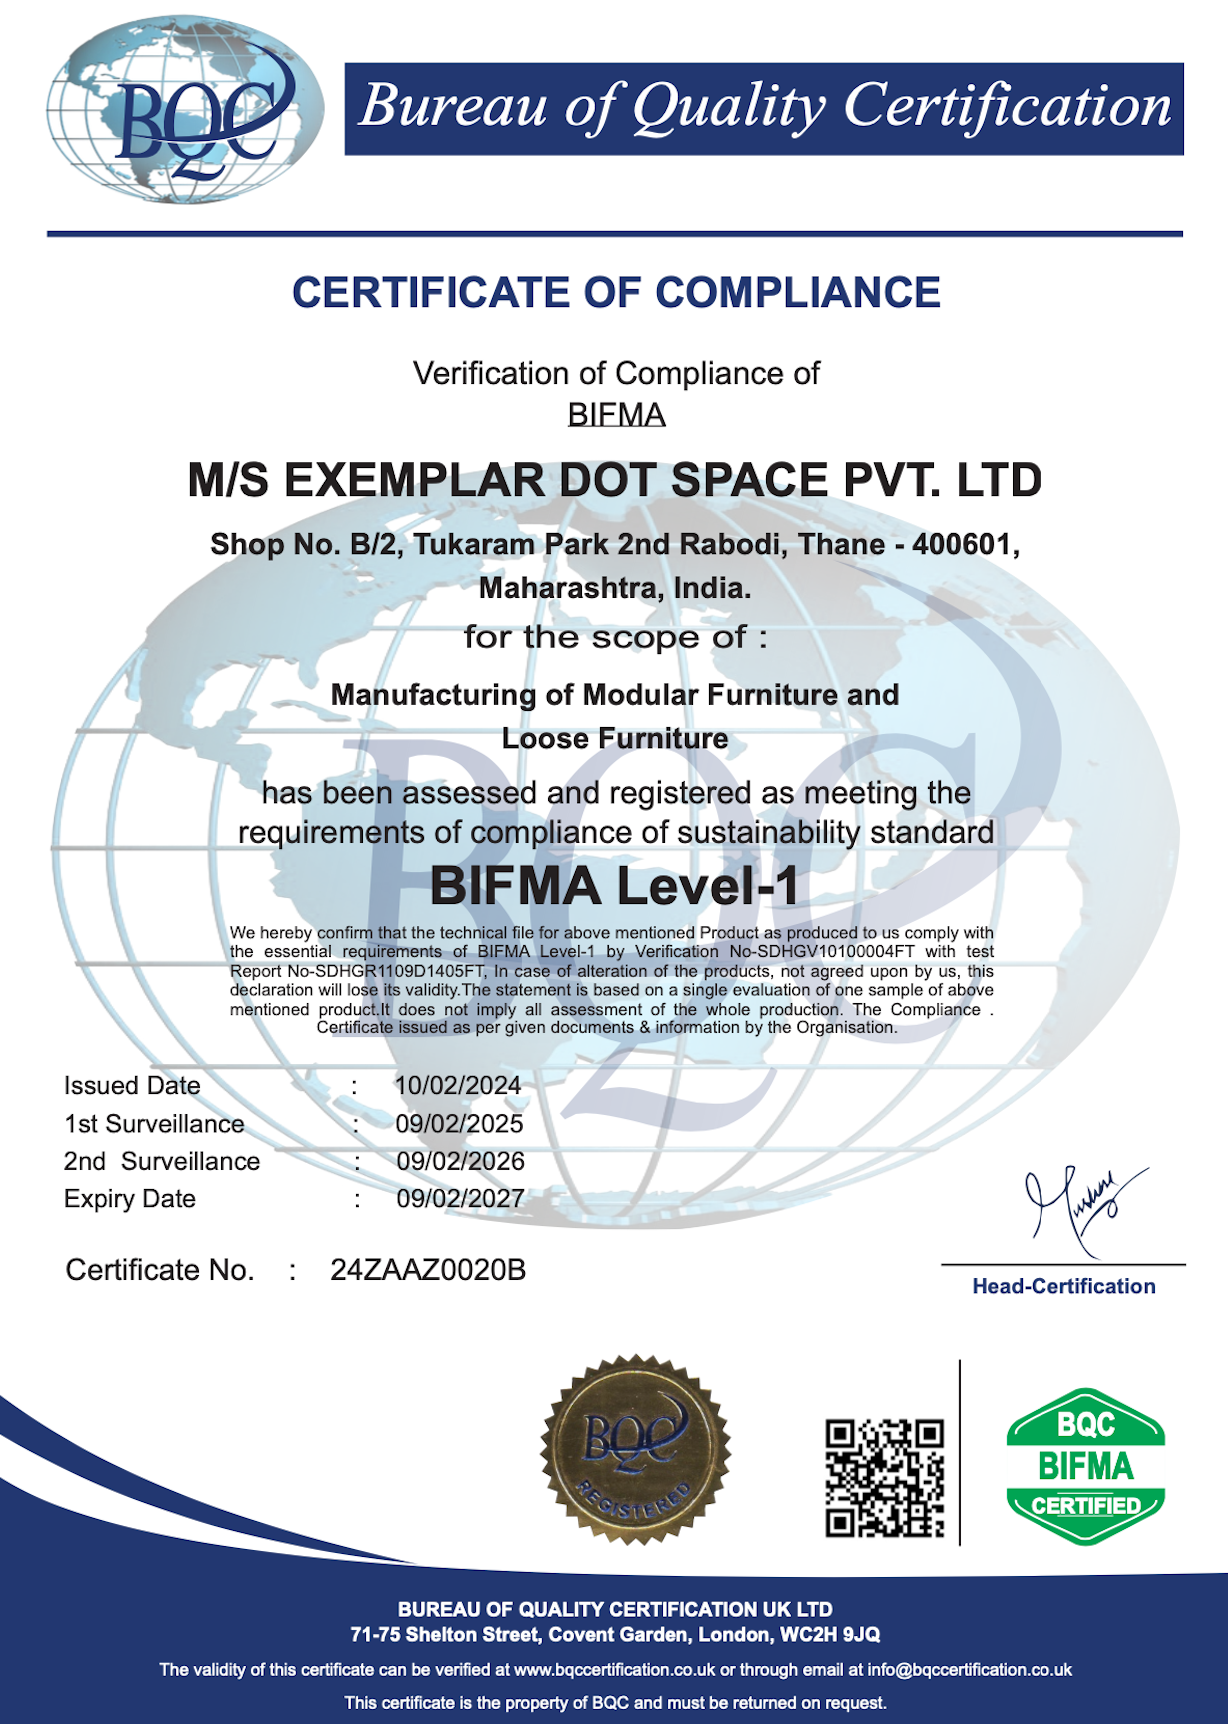 BQC
Bureau of Quality Certification
CERTIFICATE OF COMPLIANCE
Verification of Compliance of
BIFMA
M/S EXEMPLAR DOT SPACE PVT. LTD
Shop No. B/2, Tukaram Park 2nd Rabodi, Thane - 400601,
Maharashtra, India.
for the scope of :
Manufacturing of Modular Furniture and
Loose Furniture
has been assessed and registered as meeting the
requirements of compliance of sustainability standard
BIFMA Level-1
We hereby confirm that the technical file for above mentioned Product as produced to us comply with
the essential requirements of BIFMA Level-1 by Verification No-SDHGV10100004FT with test
Report No-SDHGR1109D1405FT, In case of alteration of the products, not agreed upon by us, this
declaration will lose its validity.The statement is based on a single evaluation of one sample of above
mentioned product.It does not imply all assessment of the whole production. The Compliance .
Certificate issued as per given documents & information by the Organisation.
Issued Date : 10/02/2024
1st Surveillance : 09/02/2025
2nd Surveillance : 09/02/2026
Expiry Date : 09/02/2027
Certificate No. : 24ZAAZ0020B
Head-Certification
BQC
REGISTERED
BQC
BIFMA
CERTIFIED
BUREAU OF QUALITY CERTIFICATION UK LTD
71-75 Shelton Street, Covent Garden, London, WC2H 9JQ
The validity of this certificate can be verified at www.bqccertification.co.uk or through email at info@bqccertification.co.uk
This certificate is the property of BQC and must be returned on request.